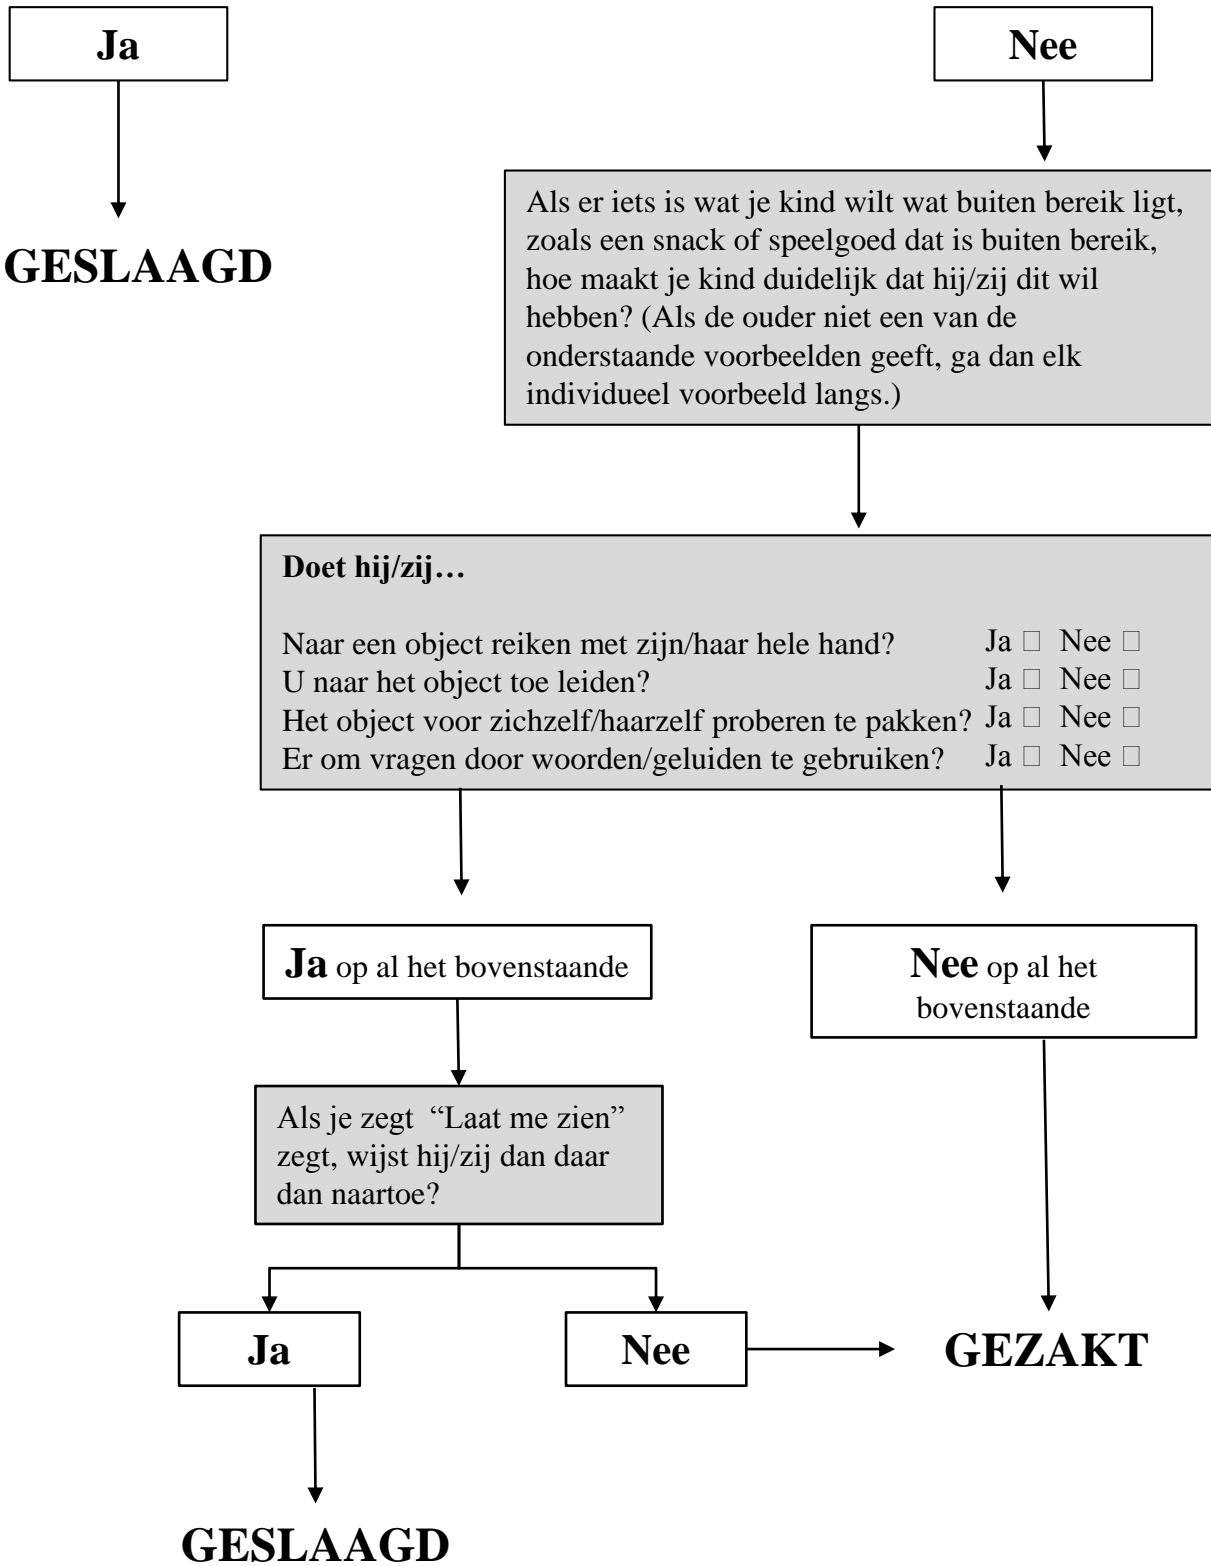 Ja
Nee
GESLAAGD
Als er iets is wat je kind wilt wat buiten bereik ligt,
zoals een snack of speelgoed dat is buiten bereik,
hoe maakt je kind duidelijk dat hij/zij dit wil
hebben? (Als de ouder niet een van de
onderstaande voorbeelden geeft, ga dan elk
individueel voorbeeld langs.)
Doet hij/zij…
Naar een object reiken met zijn/haar hele hand? Ja □ Nee □
U naar het object toe leiden? Ja □ Nee □
Het object voor zichzelf/haarzelf proberen te pakken? Ja □ Nee □
Er om vragen door woorden/geluiden te gebruiken? Ja □ Nee □
Ja op al het bovenstaande
Nee op al het
bovenstaande
Als je zegt “Laat me zien”
zegt, wijst hij/zij dan daar
dan naartoe?
Ja
Nee
GEZAKT
GESLAAGD